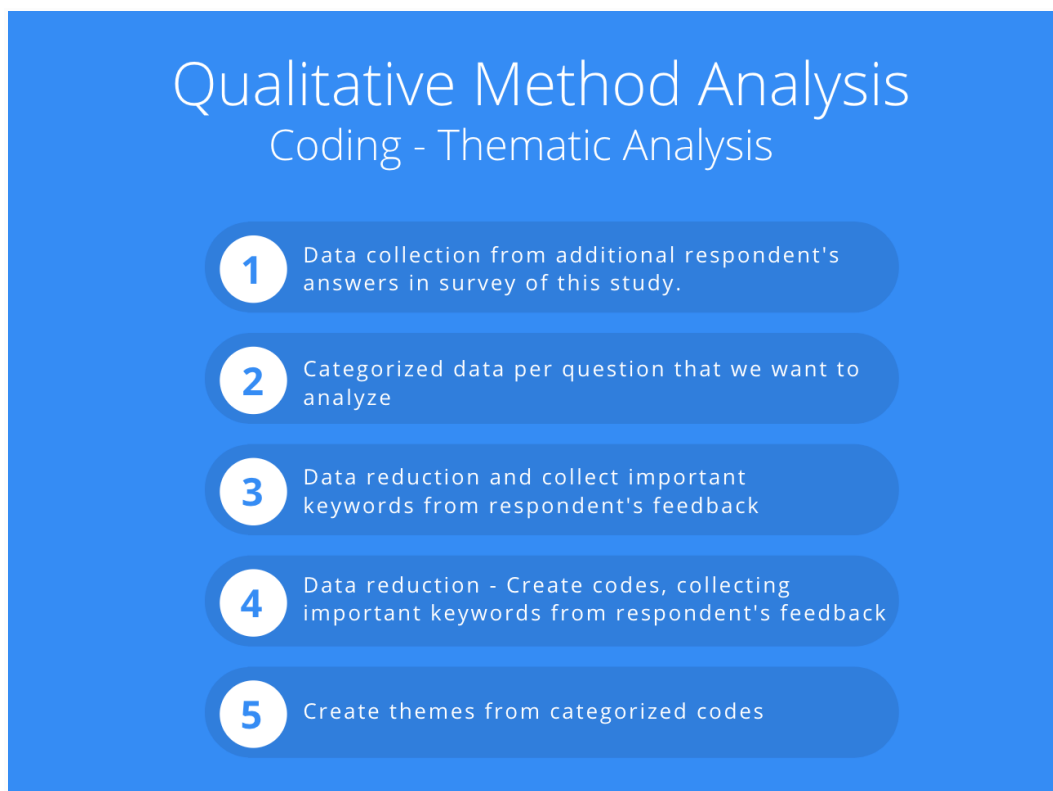 Qualitative Method Analysis
Coding - Thematic Analysis
1
Data collection from additional respondent's
answers in survey of this study.
2
Categorized data per question that we want to
analyze
3
Data reduction and collect important
keywords from respondent's feedback
4
Data reduction - Create codes, collecting
important keywords from respondent's feedback
5
Create themes from categorized codes